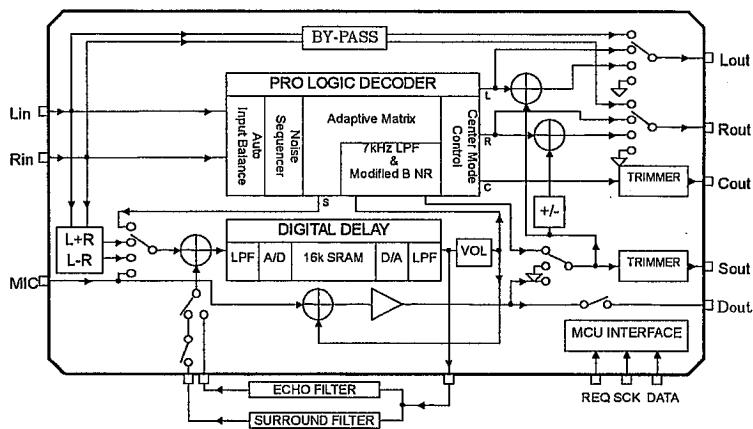 BY-PASS
PRO LOGIC DECODER
Auto
Input Balance
Noise
Sequencer
Adaptive Matrix
7kHz LPF
&
Modified B NR
Center Mode
Control
L
R
C
S
Lin
Rin
MIC
L+R
L-R
DIGITAL DELAY
LPF
A/D
16k SRAM
D/A
LPF
VOL
+/-
TRIMMER
TRIMMER
Lout
Rout
Cout
Sout
Dout
MCU INTERFACE
REQ SCK DATA
ECHO FILTER
SURROUND FILTER